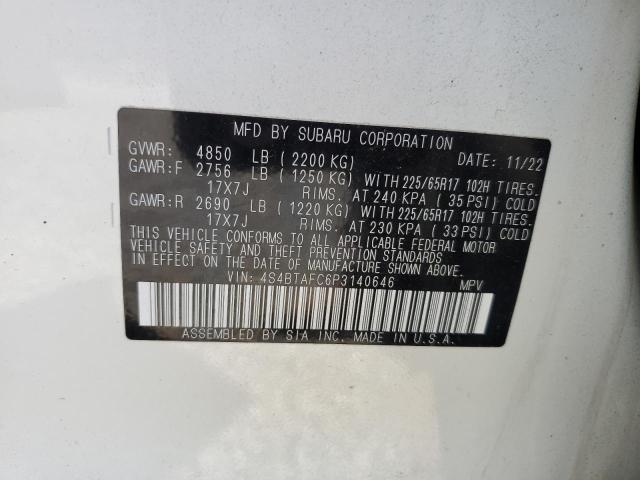 MFD BY SUBARU CORPORATION
GVWR: 4850 LB ( 2200 KG) DATE: 11/22
GAWR:F 2756 LB ( 1250 KG) WITH 225/65R17 102H TIRES.
17X7J RIMS. AT 240 KPA ( 35 PSI) COLD
GAWR:R 2690 LB ( 1220 KG) WITH 225/65R17 102H TIRES.
17X7J RIMS. AT 230 KPA ( 33 PSI) COLD
THIS VEHICLE CONFORMS TO ALL APPLICABLE FEDERAL MOTOR
VEHICLE SAFETY AND THEFT PREVENTION STANDARDS IN
EFFECT ON THE DATE OF MANUFACTURE SHOWN ABOVE.
VIN: 4S4BTAFC6P3140646 MPV
ASSEMBLED BY SIA INC. MADE IN U.S.A.